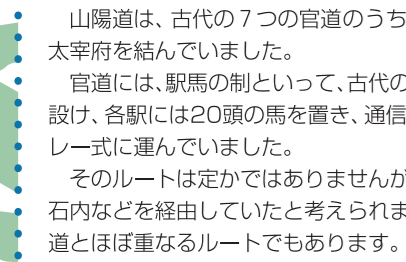 山陽道は、古代の７つの官道のうち
太宰府を結んでいました。
　官道には、駅馬の制といって、古代の
設け、各駅には20頭の馬を置き、通信
レー式に運んでいました。
　そのルートは定かではありませんが
石内などを経由していたと考えられま
道とほぼ重なるルートでもあります。